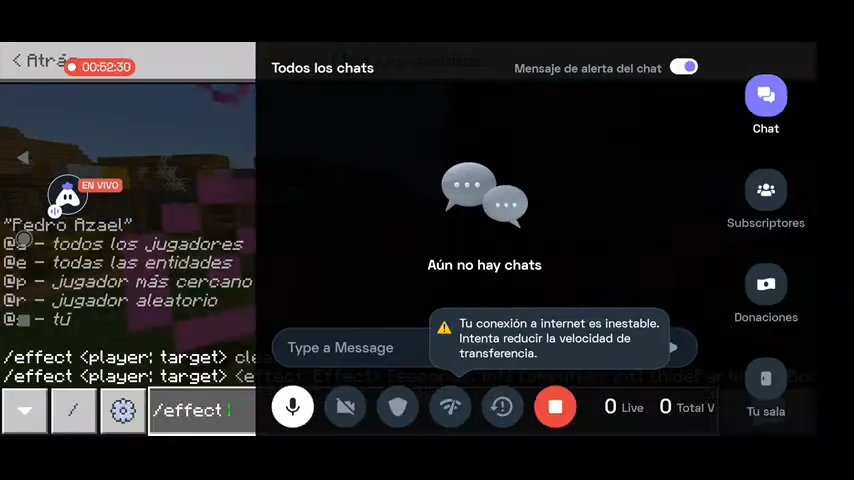 < Atrás
00:52:30
Todos los chats
Mensaje de alerta del chat
Chat
EN VIVO
Subscriptores
"Pedro Azael"
@a - todos los jugadores
@e - todas las entidades
@p - jugador más cercano
@r - jugador aleatorio
@s - tú
Aún no hay chats
Donaciones
Tu conexión a internet es inestable.
Intenta reducir la velocidad de
transferencia.
Type a Message
/effect <player: target> clear
/effect <player: target> <effect: Effect>
/effect
0 Live
0 Total V
Tu sala